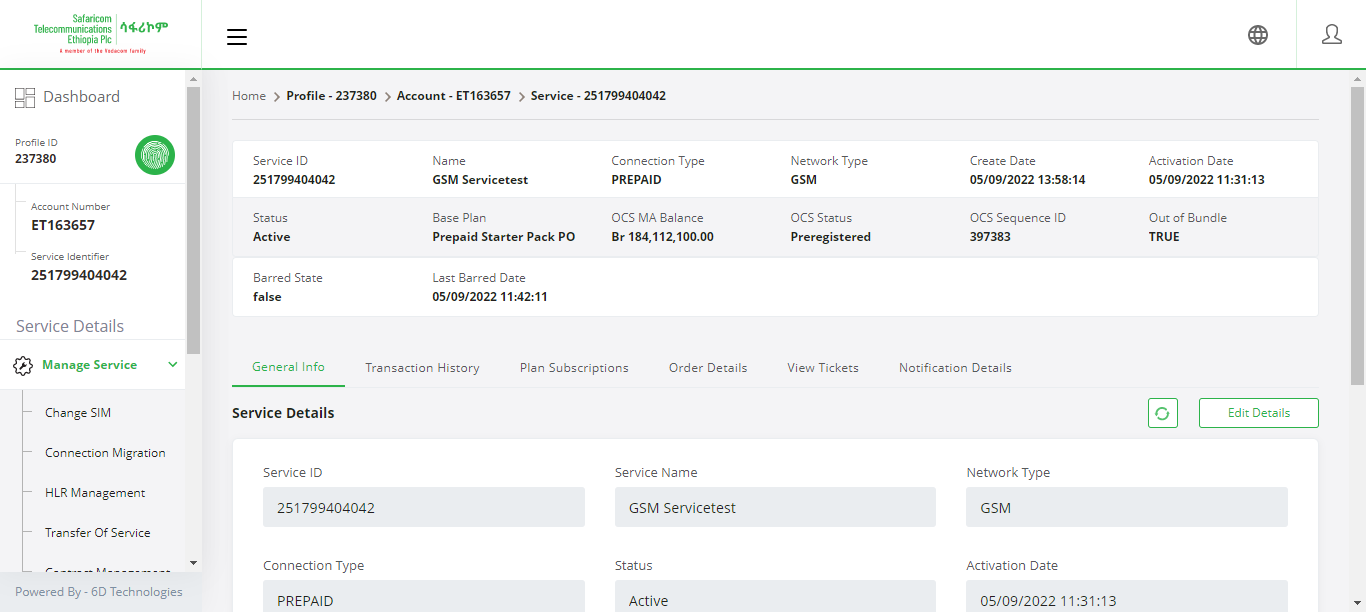 Safaricom
Telecommunications
Ethiopia Plc
ሳፋሪኮም
A member of the Vodacom family
Dashboard
Profile ID
237380
Account Number
ET163657
Service Identifier
251799404042
Service Details
Manage Service
Change SIM
Connection Migration
HLR Management
Transfer Of Service
Contract Management
Powered By - 6D Technologies
Home > Profile - 237380 > Account - ET163657 > Service - 251799404042
Service ID Name Connection Type Network Type Create Date Activation Date
251799404042 GSM Servicetest PREPAID GSM 05/09/2022 13:58:14 05/09/2022 11:31:13
Status Base Plan OCS MA Balance OCS Status OCS Sequence ID Out of Bundle
Active Prepaid Starter Pack PO Br 184,112,100.00 Preregistered 397383 TRUE
Barred State Last Barred Date
false 05/09/2022 11:42:11
General Info Transaction History Plan Subscriptions Order Details View Tickets Notification Details
Service Details Edit Details
Service ID Service Name Network Type
251799404042 GSM Servicetest GSM
Connection Type Status Activation Date
PREPAID Active 05/09/2022 11:31:13